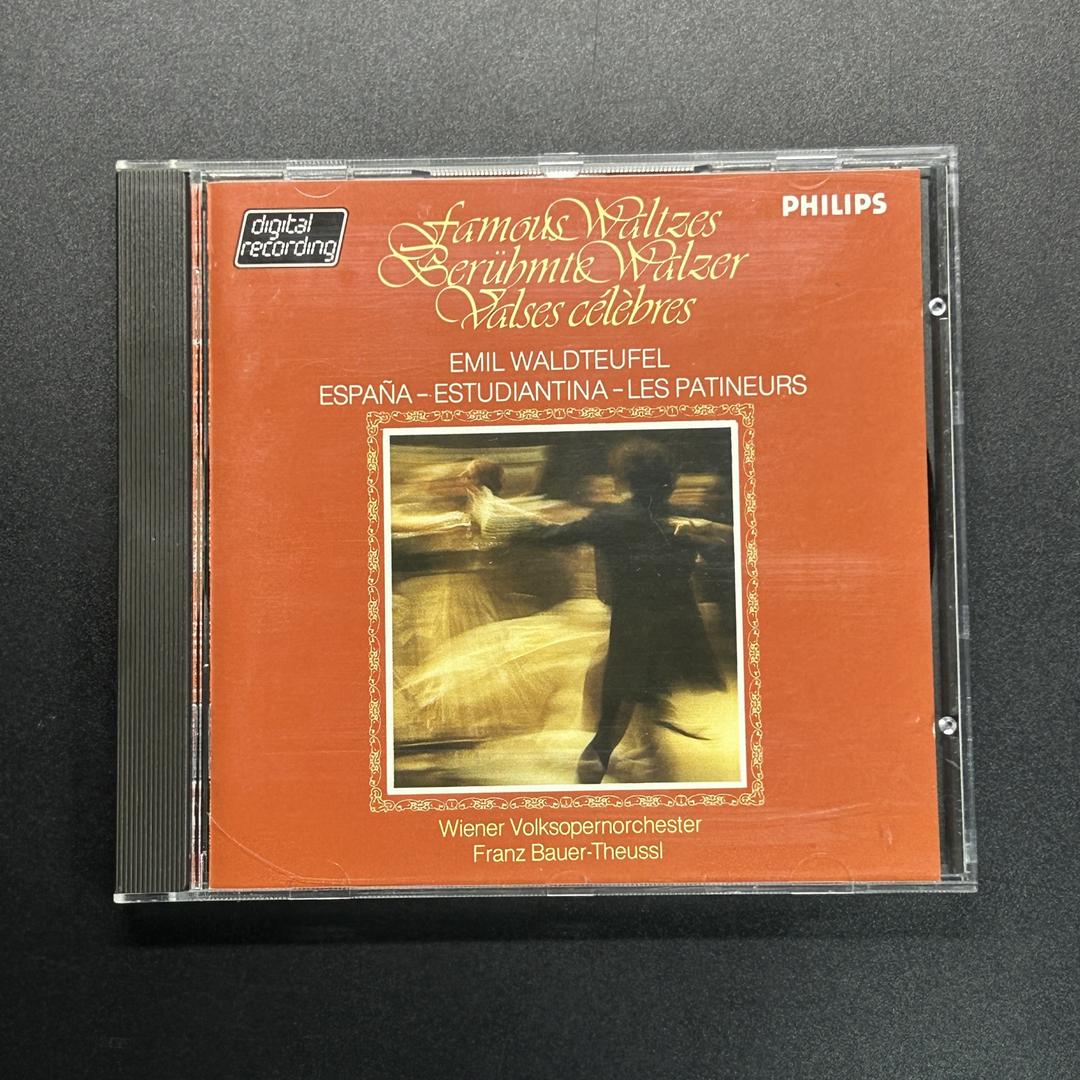 digital
recording
PHILIPS
famous Waltzes
Berühmte Walzer
Valses célèbres
EMIL WALDTEUFEL
ESPAÑA – ESTUDIANTINA – LES PATINEURS
Wiener Volksopernorchester
Franz Bauer-Theussl